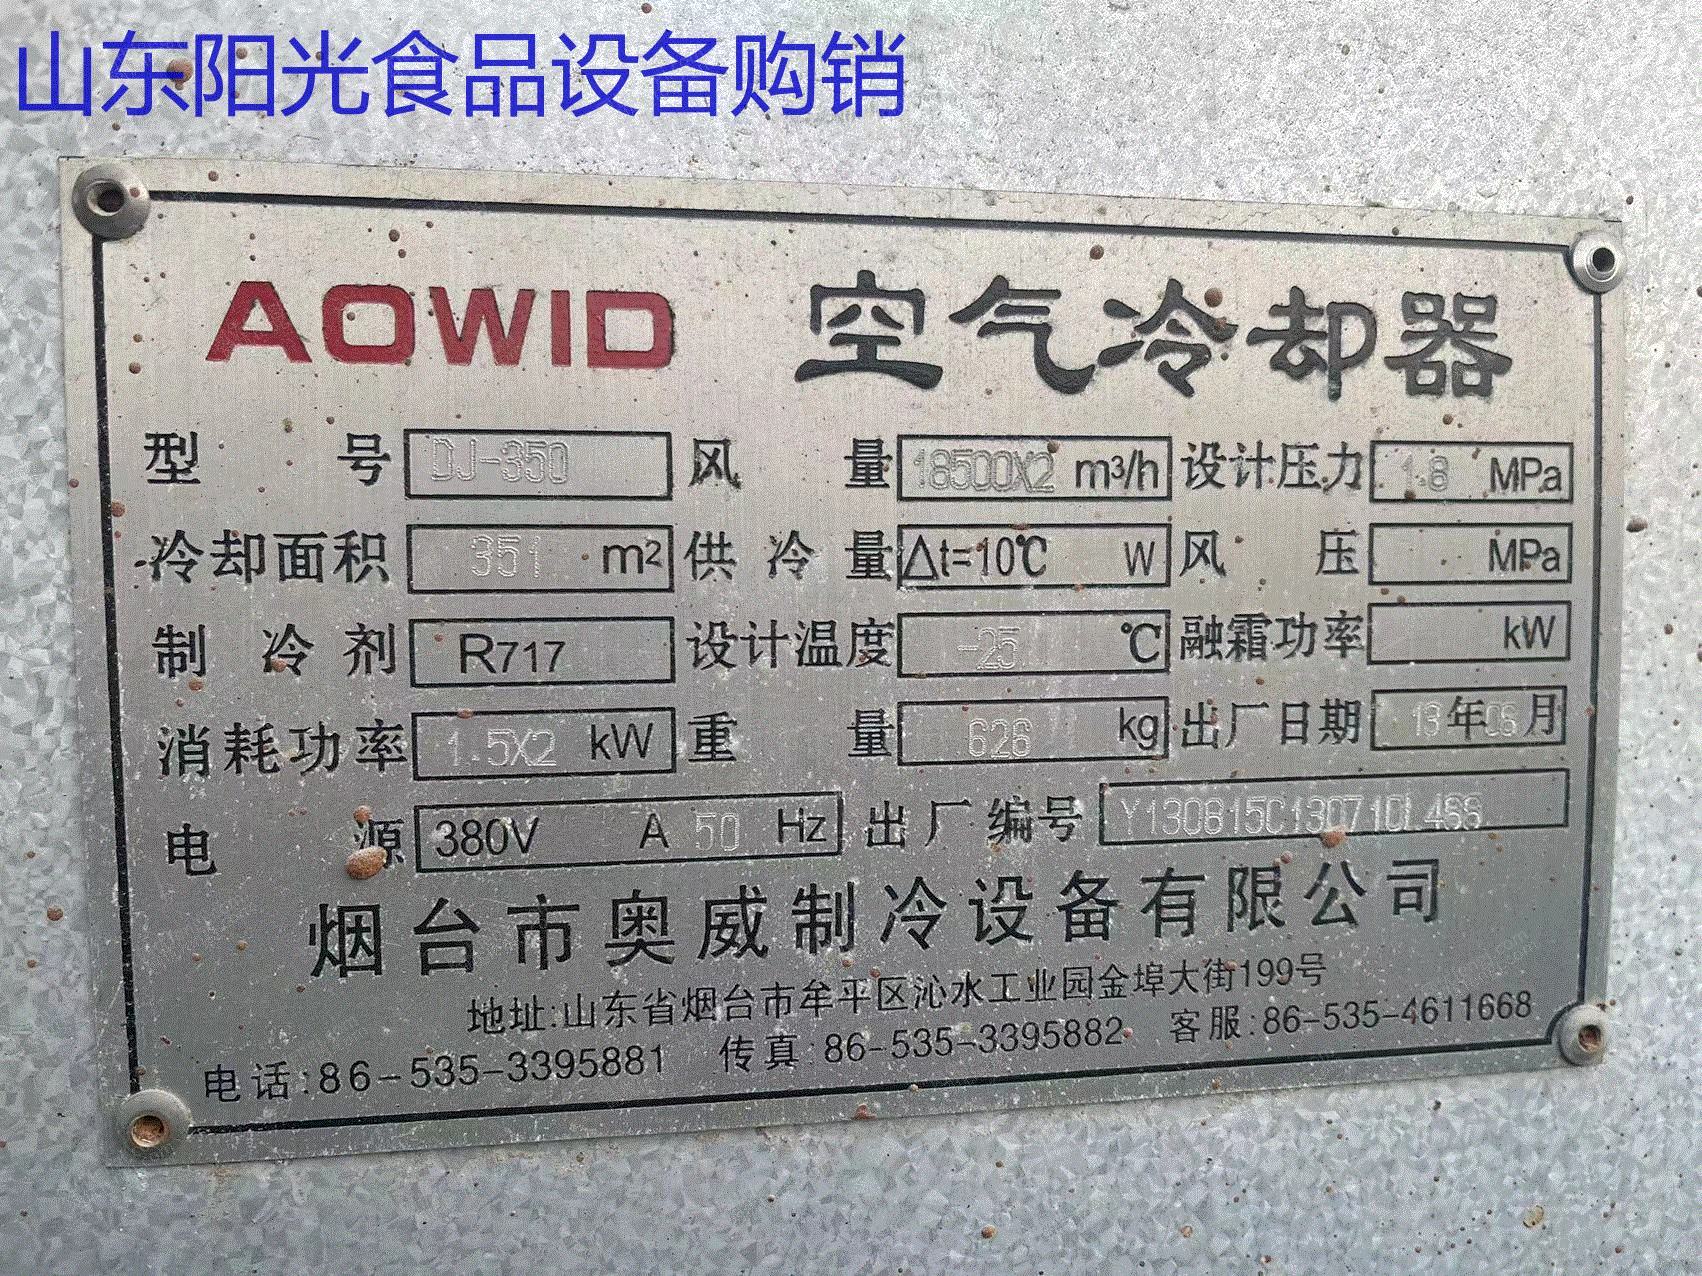 山东阳光食品设备购销
AOWID 空气冷却器
型号 DJ-350 风量 18500X2 m³/h 设计压力 1.8 MPa
冷却面积 351 m² 供冷量 △t=10℃ W 风压 MPa
制冷剂 R717 设计温度 -25 ℃ 融霜功率 kW
消耗功率 1.5X2 kW 重量 626 kg 出厂日期 13年05月
电源 380V A 50 Hz 出厂编号
烟台市奥威制冷设备有限公司
地址:山东省烟台市牟平区沁水工业园金埠大街199号
电话:86-535-3395881 传真:86-535-3395882 客服:86-535-4611668